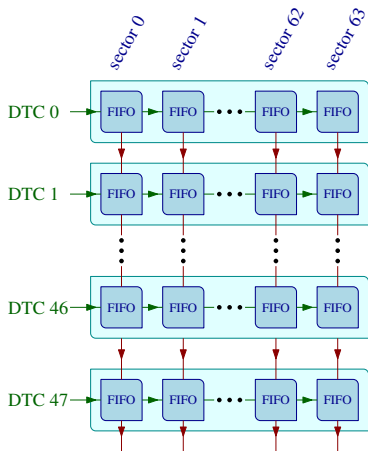 sector 0 sector 1 sector 62 sector 63
DTC 0 FIFO FIFO FIFO FIFO
DTC 1 FIFO FIFO FIFO FIFO
DTC 46 FIFO FIFO FIFO FIFO
DTC 47 FIFO FIFO FIFO FIFO